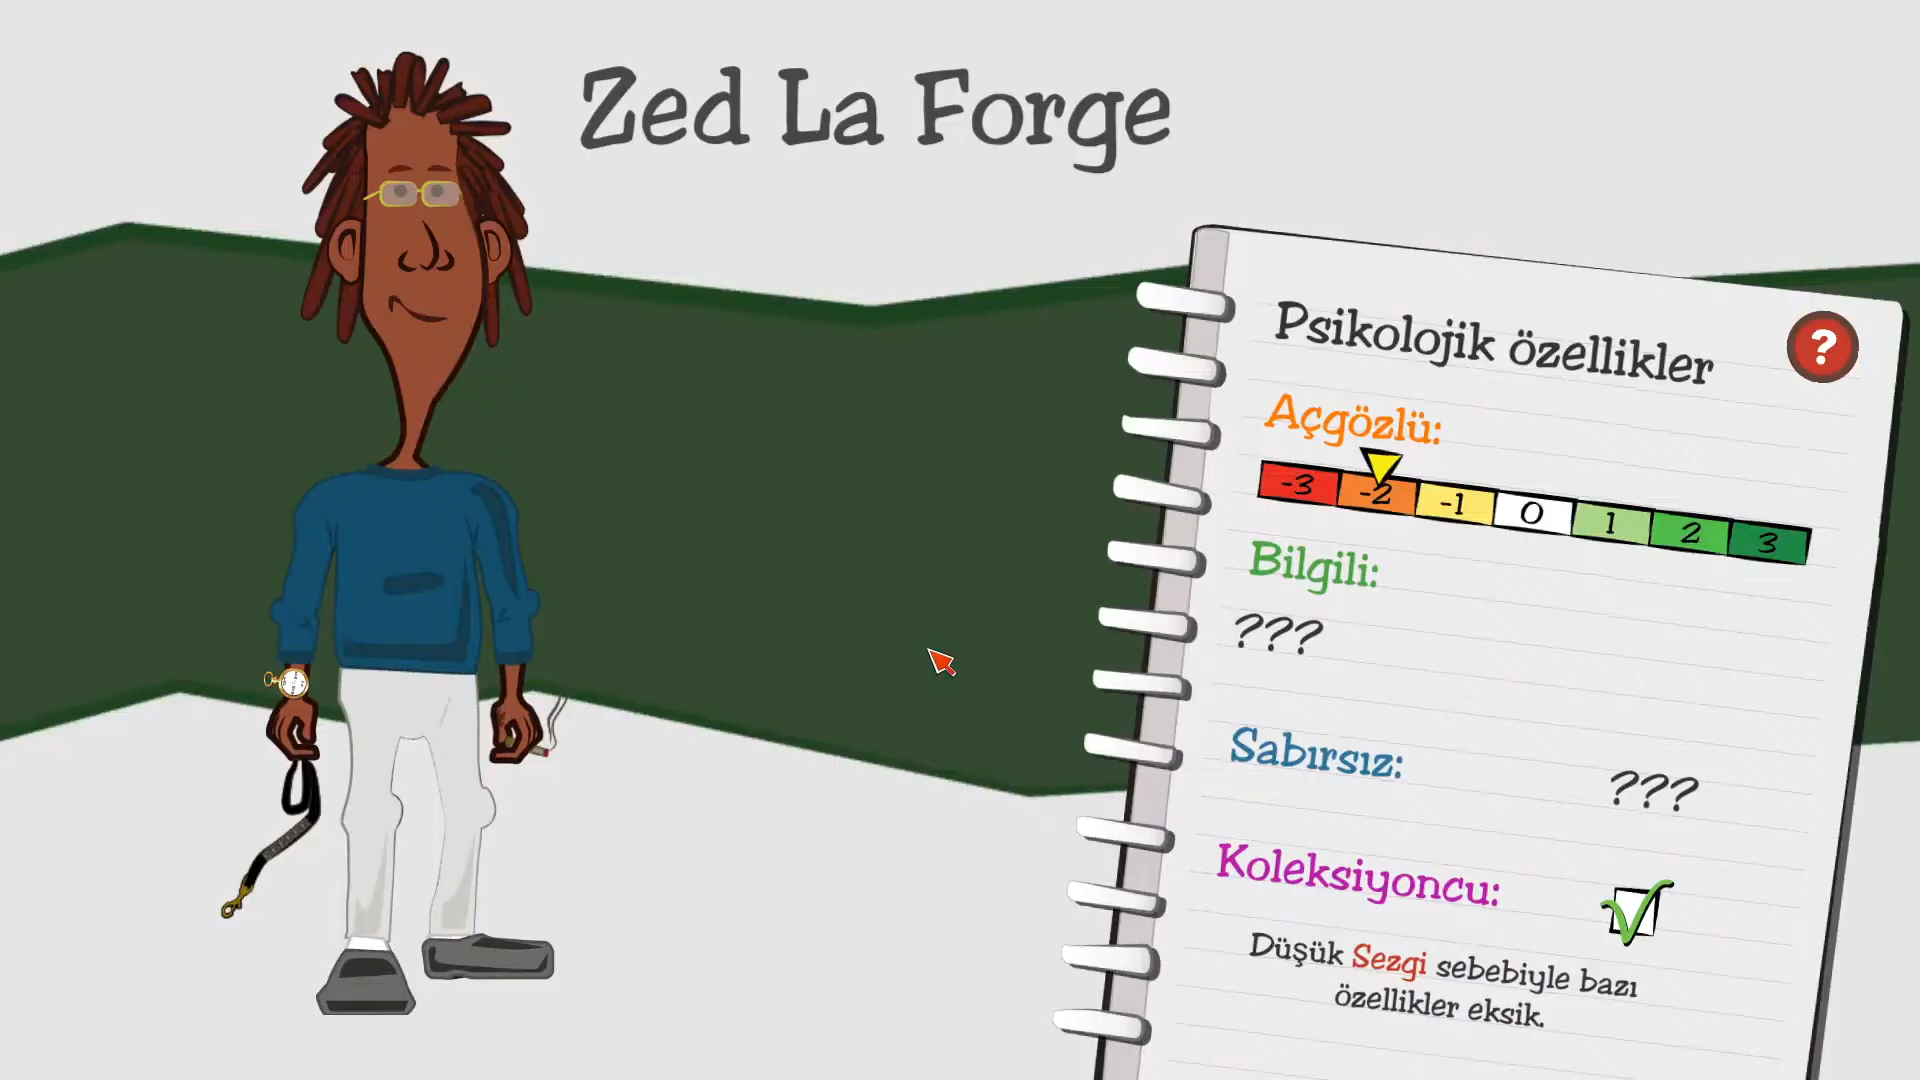 Zed La Forge
Psikolojik özellikler
?
Açgözlü:
-3 -2 -1 0 1 2 3
Bilgili:
???
Sabırsız:
???
Koleksiyoncu:
Düşük Sezgi sebebiyle bazı
özellikler eksik.